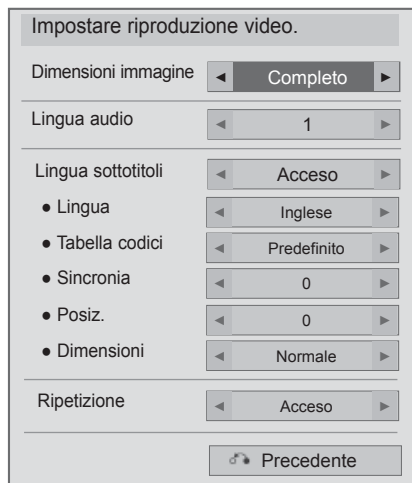 Impostare riproduzione video.
Dimensioni immagine ◄ Completo ►
Lingua audio ◄ 1 ►
Lingua sottotitoli ◄ Acceso ►
● Lingua ◄ Inglese ►
● Tabella codici ◄ Predefinito ►
● Sincronia ◄ 0 ►
● Posiz. ◄ 0 ►
● Dimensioni ◄ Normale ►
Ripetizione ◄ Acceso ►
Precedente